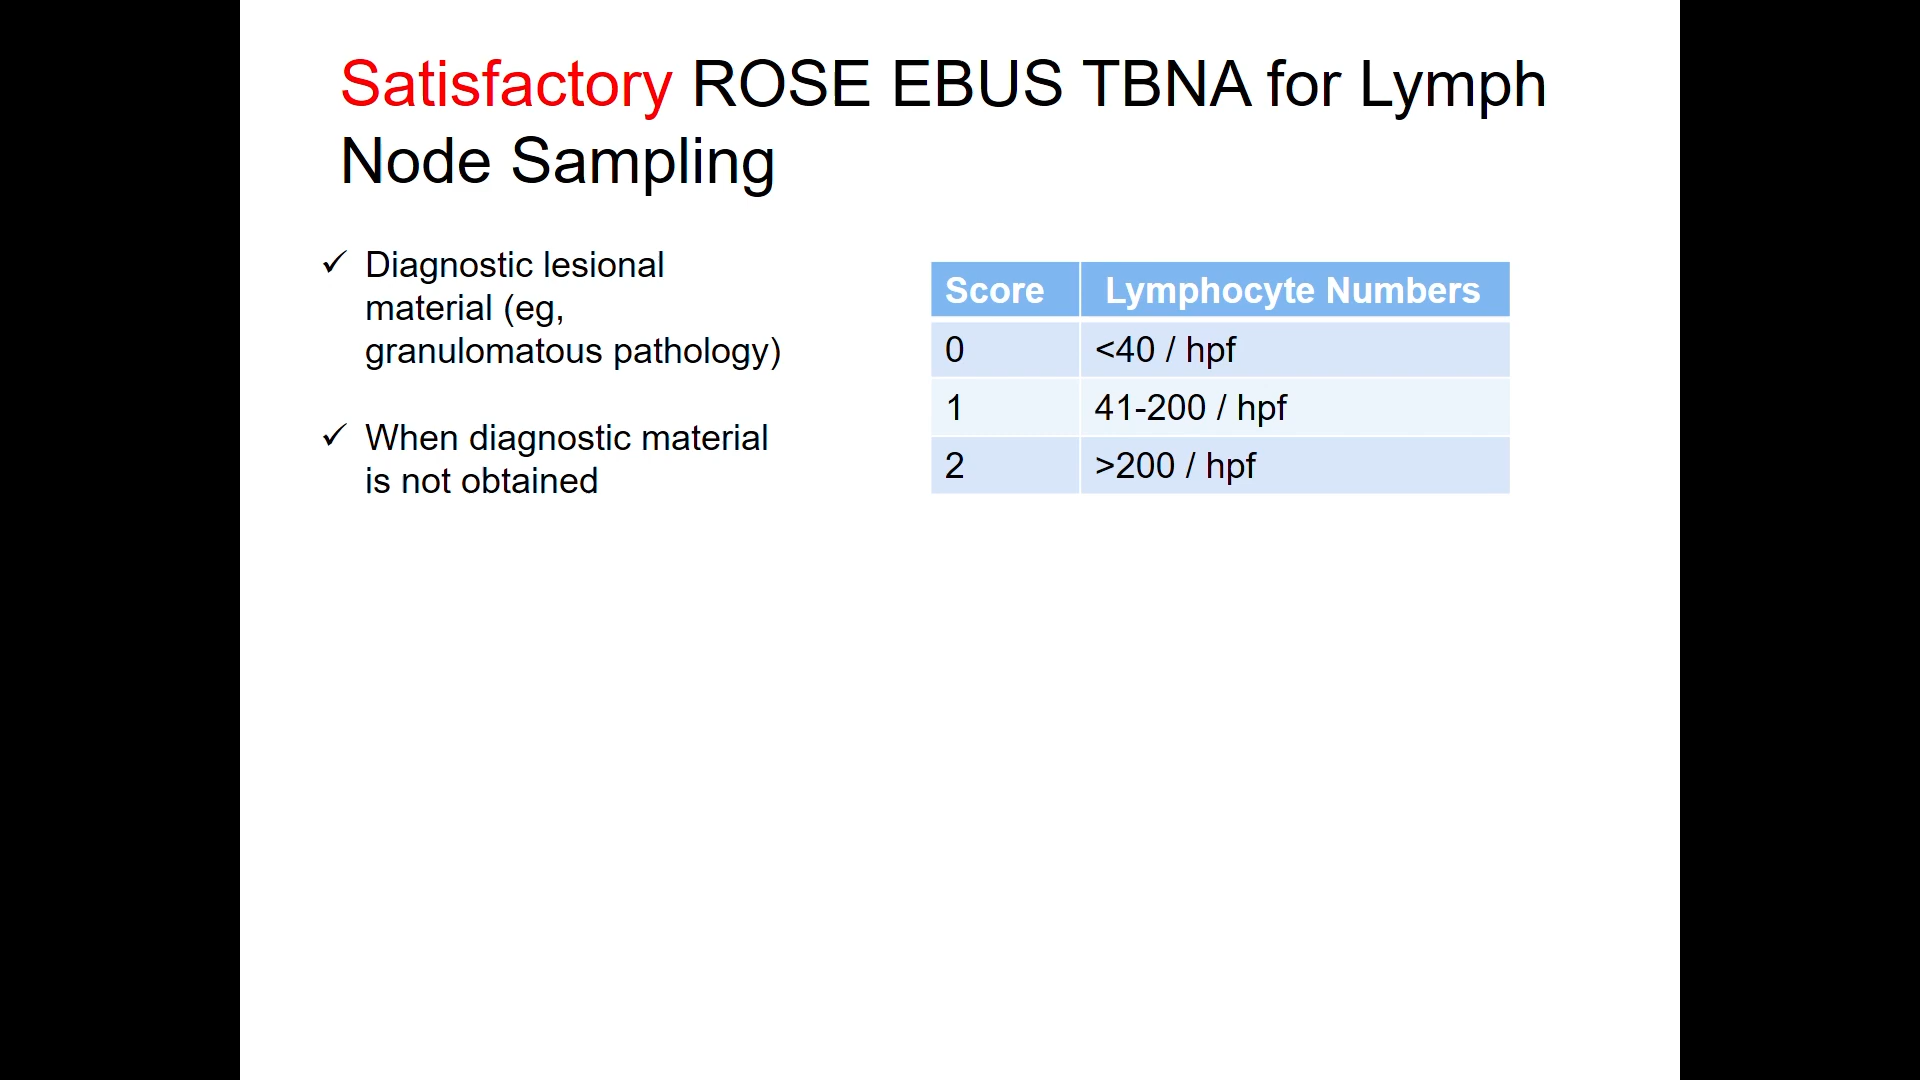 Satisfactory ROSE EBUS TBNA for Lymph
Node Sampling
✓ Diagnostic lesional
material (eg,
granulomatous pathology)
✓ When diagnostic material
is not obtained
Score Lymphocyte Numbers
0 <40 / hpf
1 41-200 / hpf
2 >200 / hpf